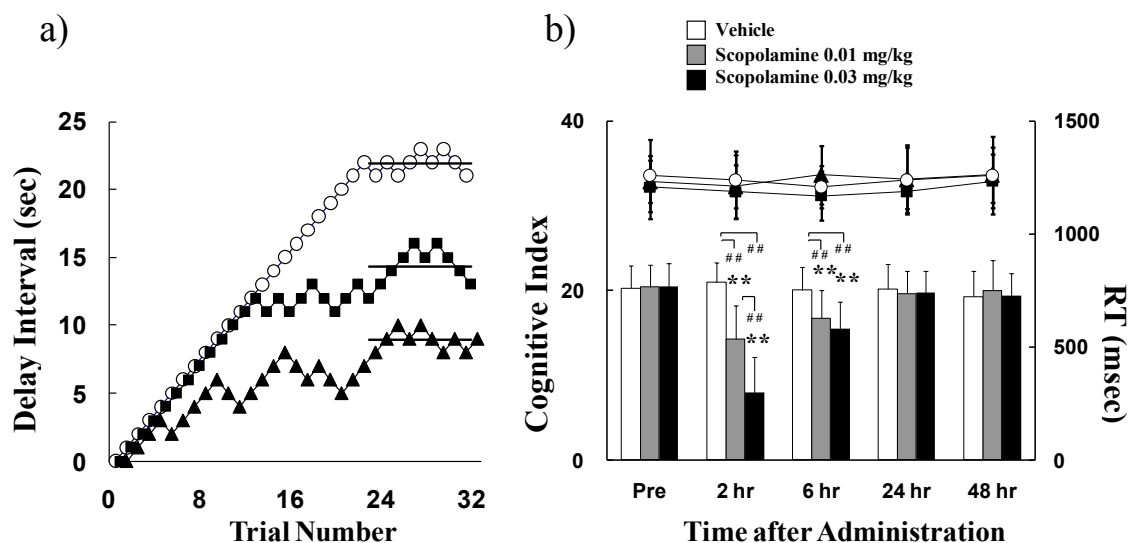 a)
25
20
15
10
5
0
Delay Interval (sec)
0 8 16 24 32
Trial Number
b)
Vehicle
Scopolamine 0.01 mg/kg
Scopolamine 0.03 mg/kg
40
20
0
Cognitive Index
1500
1000
500
0
RT (msec)
## ##
**
##
**
## ##
** **
Pre 2 hr 6 hr 24 hr 48 hr
Time after Administration